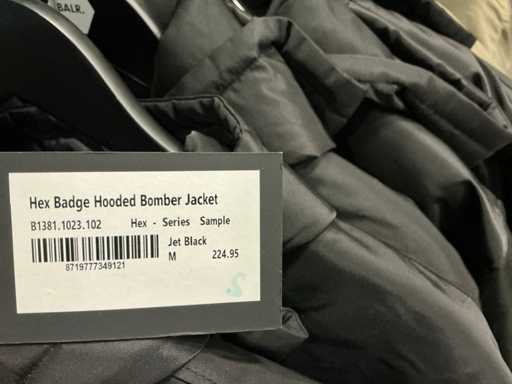 BALR.
Hex Badge Hooded Bomber Jacket
B1381.1023.102 Hex - Series Sample
Jet Black
M 224.95
8719777349121